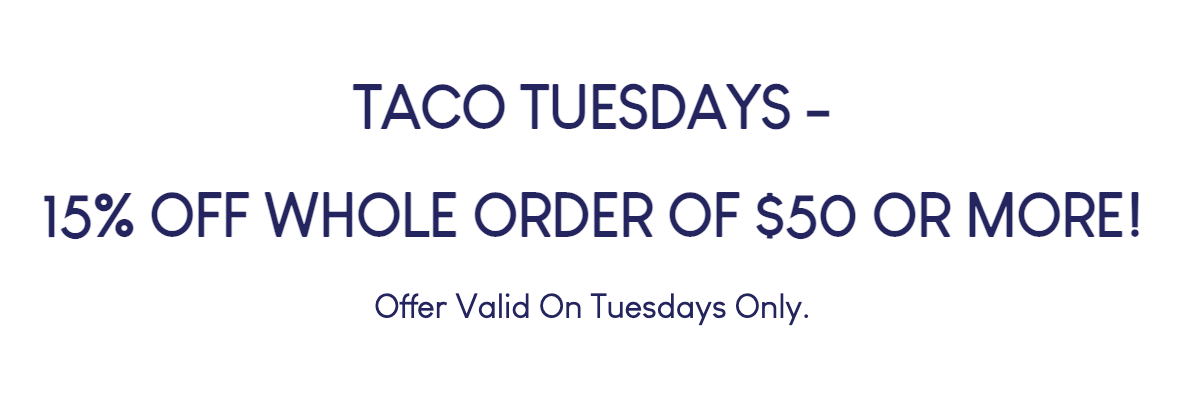 TACO TUESDAYS –
15% OFF WHOLE ORDER OF $50 OR MORE!
Offer Valid On Tuesdays Only.